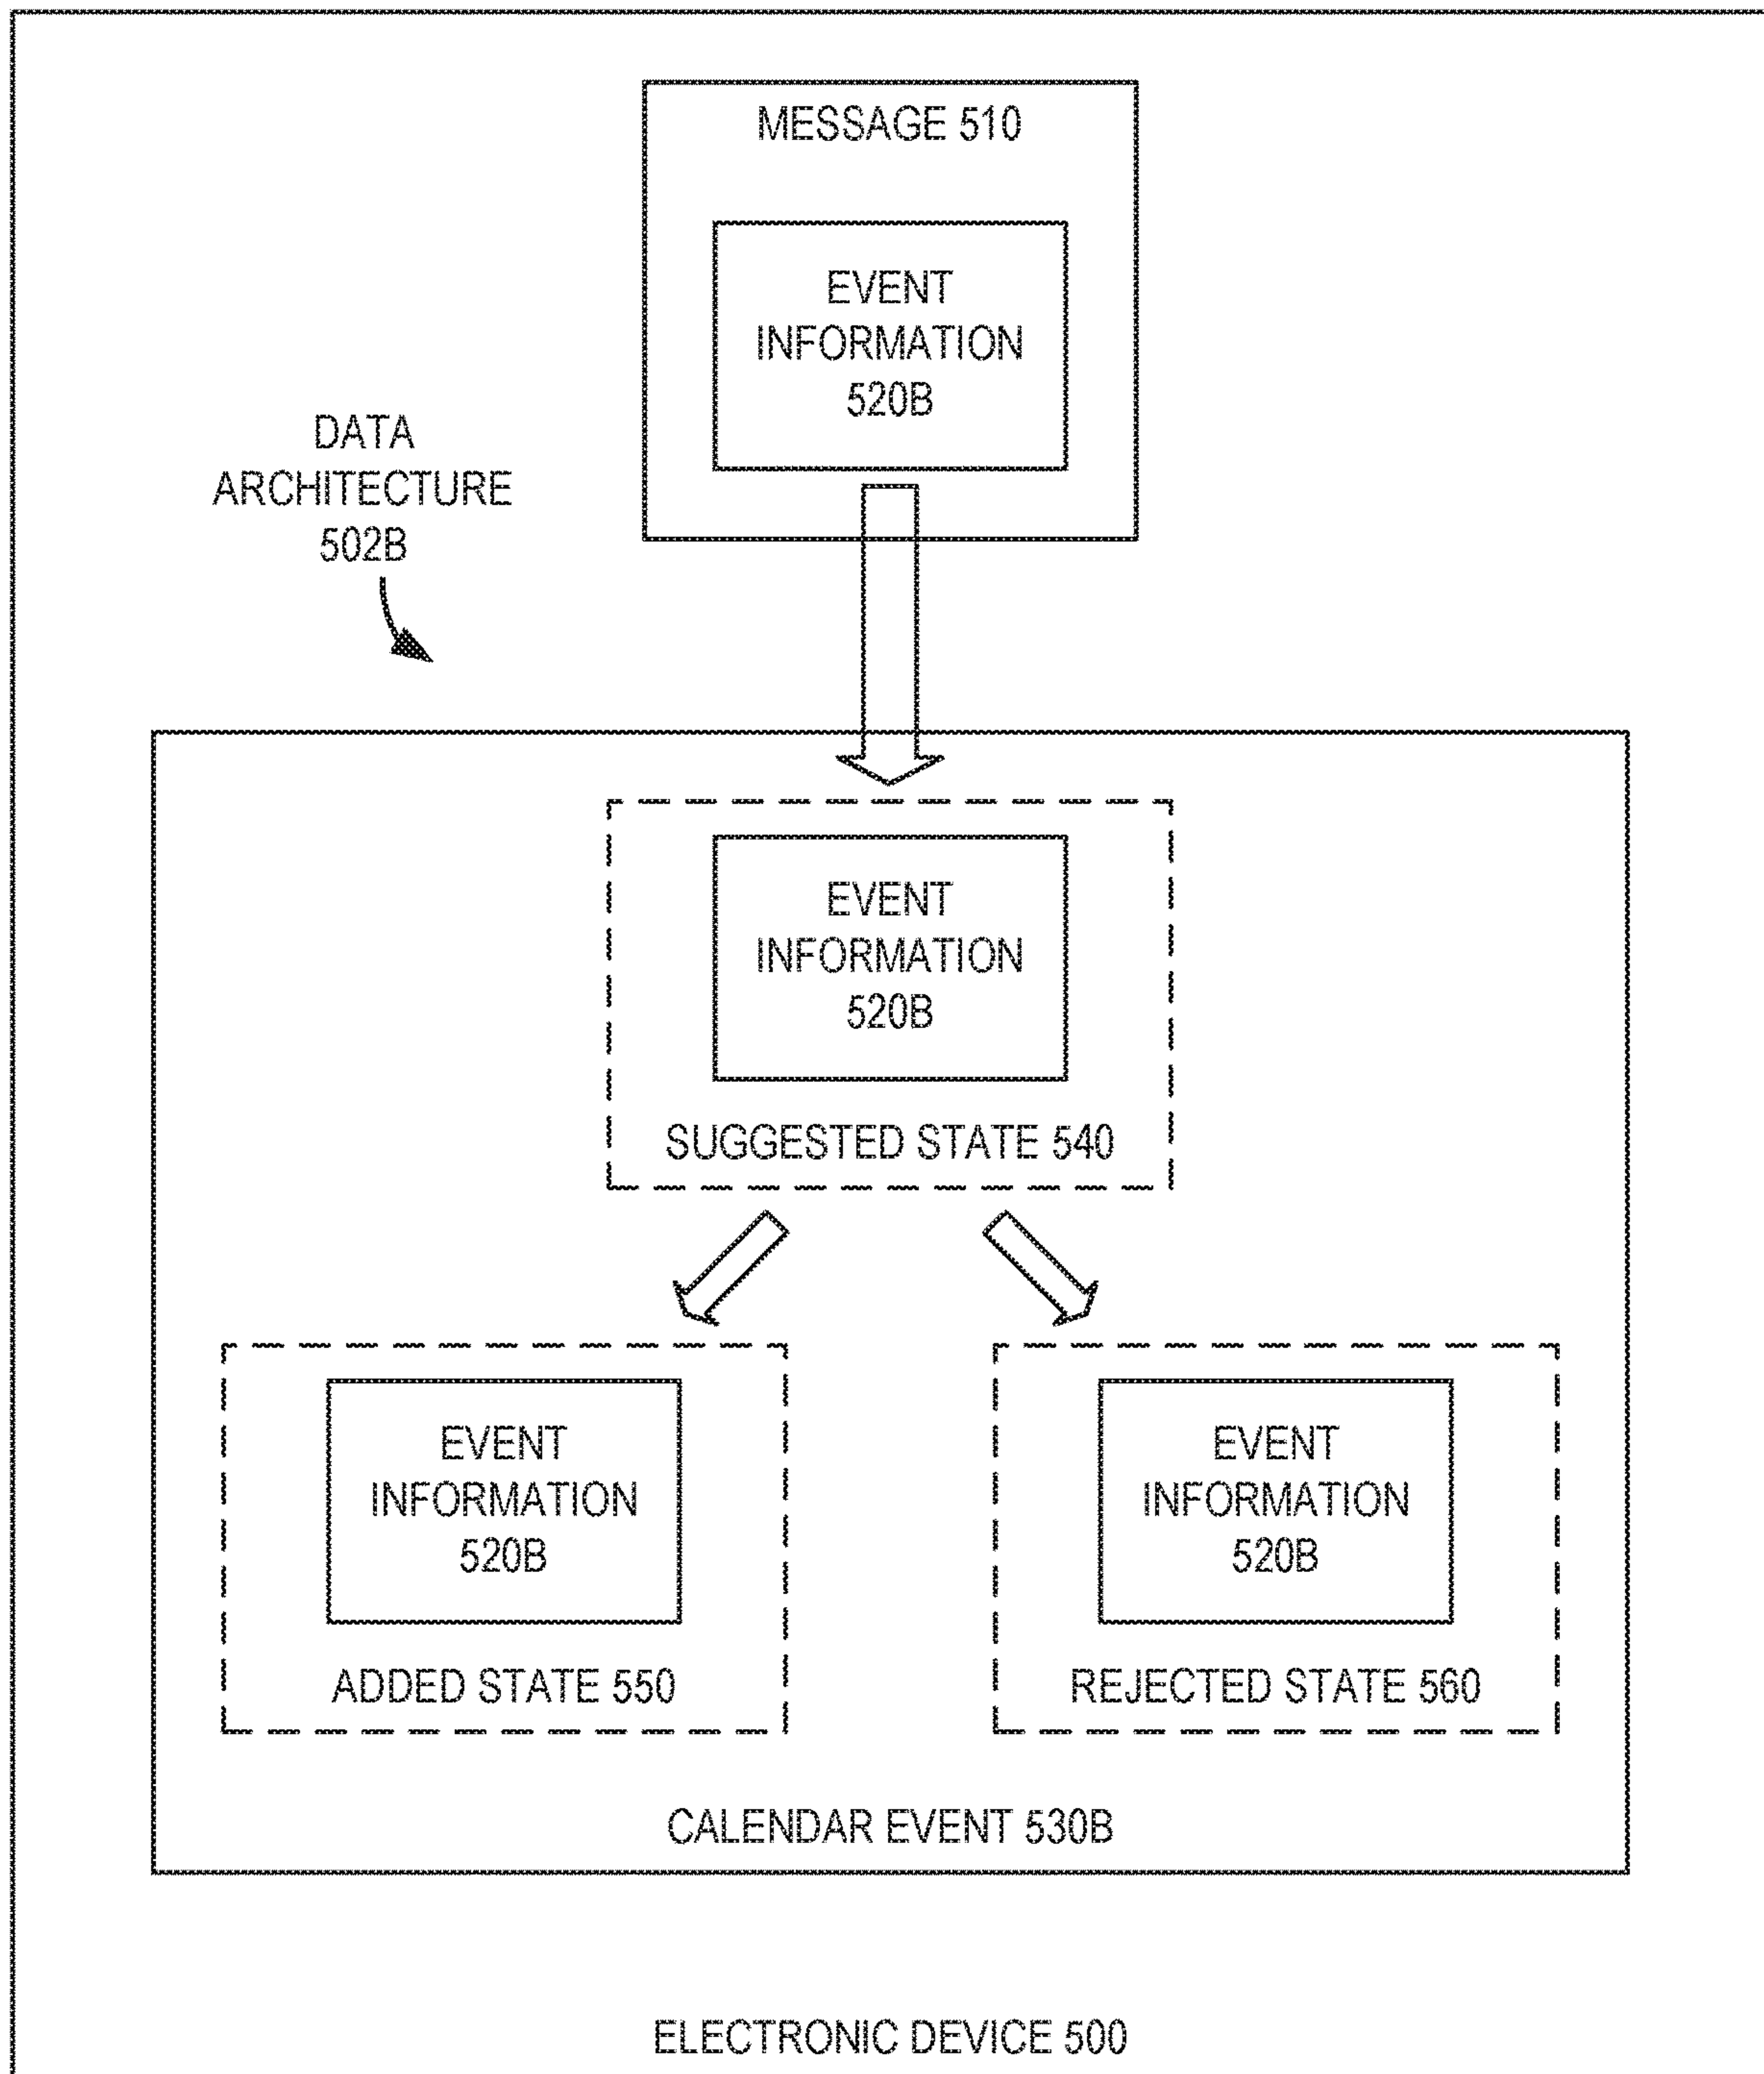 MESSAGE 510
EVENT
INFORMATION
520B
DATA
ARCHITECTURE
502B
EVENT
INFORMATION
520B
SUGGESTED STATE 540
EVENT
INFORMATION
520B
ADDED STATE 550
EVENT
INFORMATION
520B
REJECTED STATE 560
CALENDAR EVENT 530B
ELECTRONIC DEVICE 500